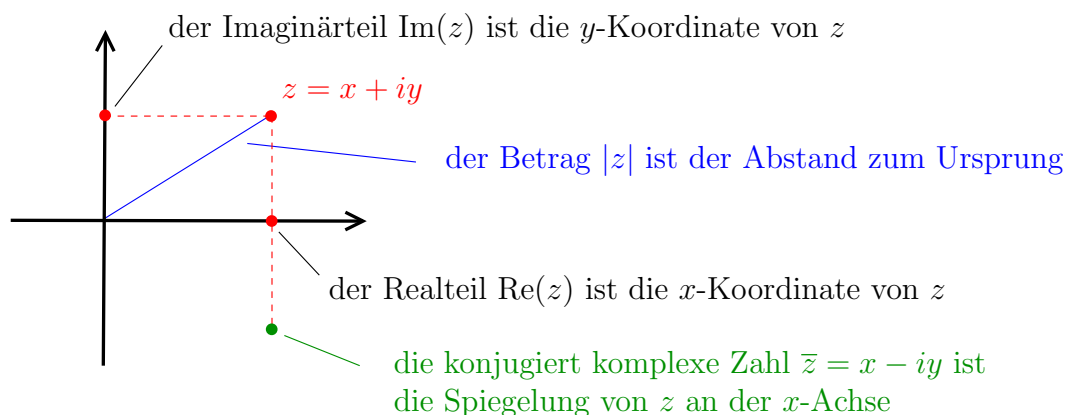 der Imaginärteil Im(z) ist die y-Koordinate von z
z = x + iy
der Betrag |z| ist der Abstand zum Ursprung
der Realteil Re(z) ist die x-Koordinate von z
die konjugiert komplexe Zahl z̅ = x − iy ist
die Spiegelung von z an der x-Achse